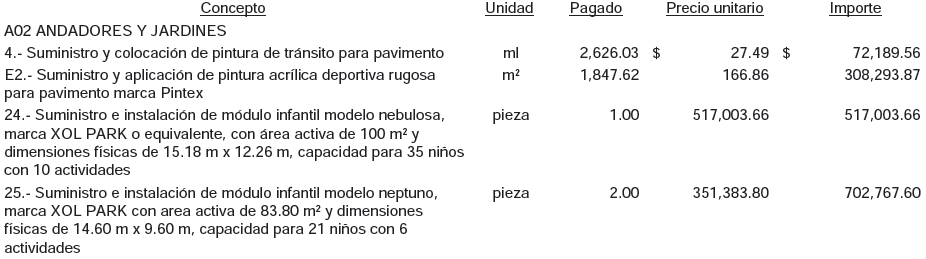 Concepto Unidad Pagado Precio unitario Importe
A02 ANDADORES Y JARDINES
4.- Suministro y colocación de pintura de tránsito para pavimento ml 2,626.03 $ 27.49 $ 72,189.56
E2.- Suministro y aplicación de pintura acrílica deportiva rugosa m² 1,847.62 166.86 308,293.87
para pavimento marca Pintex
24.- Suministro e instalación de módulo infantil modelo nebulosa, pieza 1.00 517,003.66 517,003.66
marca XOL PARK o equivalente, con área activa de 100 m² y
dimensiones físicas de 15.18 m x 12.26 m, capacidad para 35 niños
con 10 actividades
25.- Suministro e instalación de módulo infantil modelo neptuno, pieza 2.00 351,383.80 702,767.60
marca XOL PARK con area activa de 83.80 m² y dimensiones
físicas de 14.60 m x 9.60 m, capacidad para 21 niños con 6
actividades